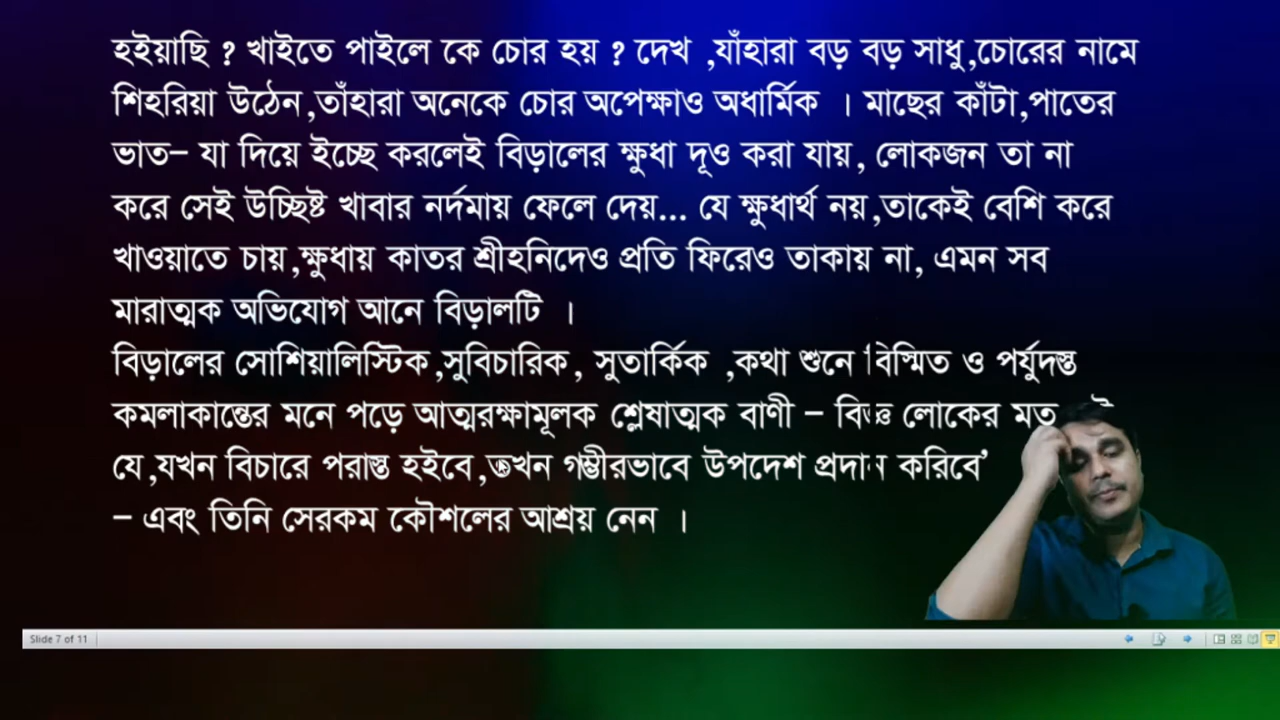 হইয়াছি ? খাইতে পাইলে কে চোর হয় ? দেখ ,যাঁহারা বড় বড় সাধু,চোরের নামে
শিহরিয়া উঠেন,তাঁহারা অনেকে চোর অপেক্ষাও অধার্মিক । মাছের কাঁটা,পাতের
ভাত– যা দিয়ে ইচ্ছে করলেই বিড়ালের ক্ষুধা দূও করা যায়, লোকজন তা না
করে সেই উচ্ছিষ্ট খাবার নর্দমায় ফেলে দেয়... যে ক্ষুধার্থ নয়,তাকেই বেশি করে
খাওয়াতে চায়,ক্ষুধায় কাতর শ্রীহনিদেও প্রতি ফিরেও তাকায় না, এমন সব
মারাত্মক অভিযোগ আনে বিড়ালটি ।
বিড়ালের সোশিয়ালিস্টিক,সুবিচারিক, সুতার্কিক ,কথা শুনে বিস্মিত ও পর্যুদস্ত
কমলাকান্তের মনে পড়ে আত্মরক্ষামূলক শ্লেষাত্মক বাণী – বিজ্ঞ লোকের মত
যে,যখন বিচারে পরাস্ত হইবে,তখন গম্ভীরভাবে উপদেশ প্রদান করিবে’
– এবং তিনি সেরকম কৌশলের আশ্রয় নেন ।
Slide 7 of 11